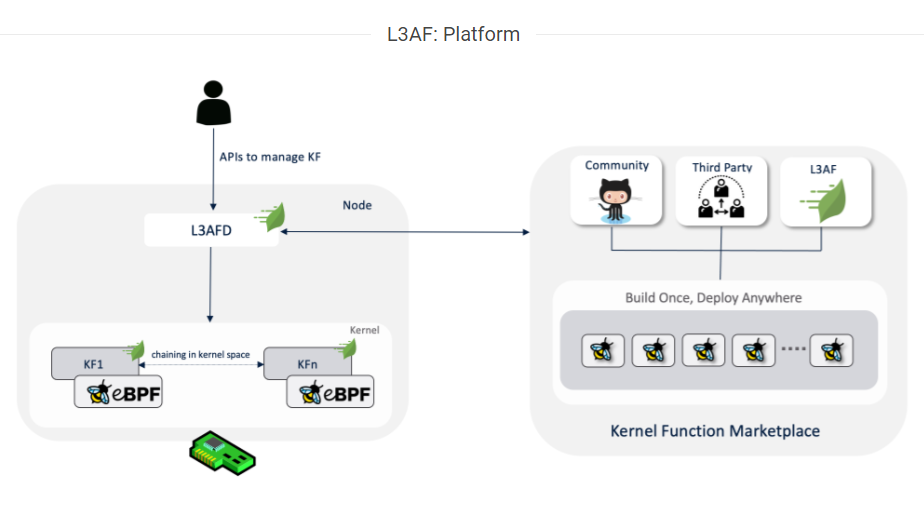 L3AF: Platform
APIs to manage KF
Node
L3AFD
Kernel
KF1
chaining in kernel space
KFn
eBPF
eBPF
Community
Third Party
L3AF
Build Once, Deploy Anywhere
Kernel Function Marketplace